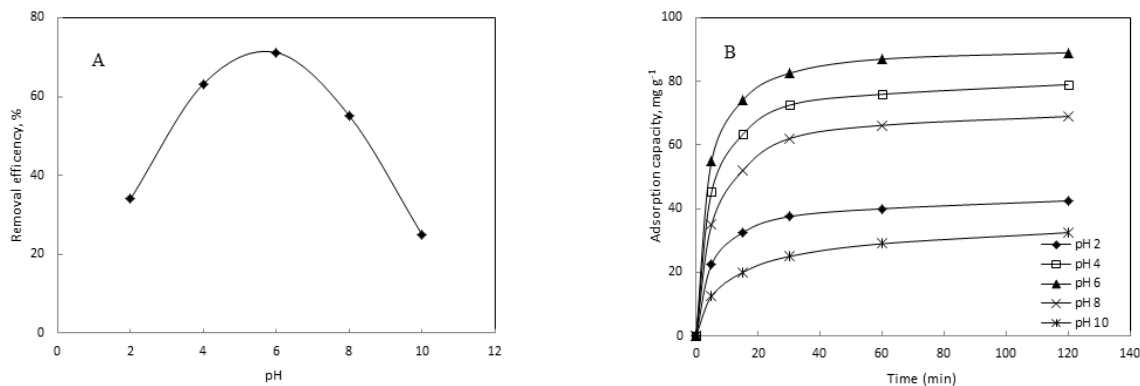 A
Removal efficency, %
80
60
40
20
0
0 2 4 6 8 10 12
pH
B
Adsorption capacity, mg g⁻¹
100
80
60
40
20
0
pH 2
pH 4
pH 6
pH 8
pH 10
0 20 40 60 80 100 120 140
Time (min)